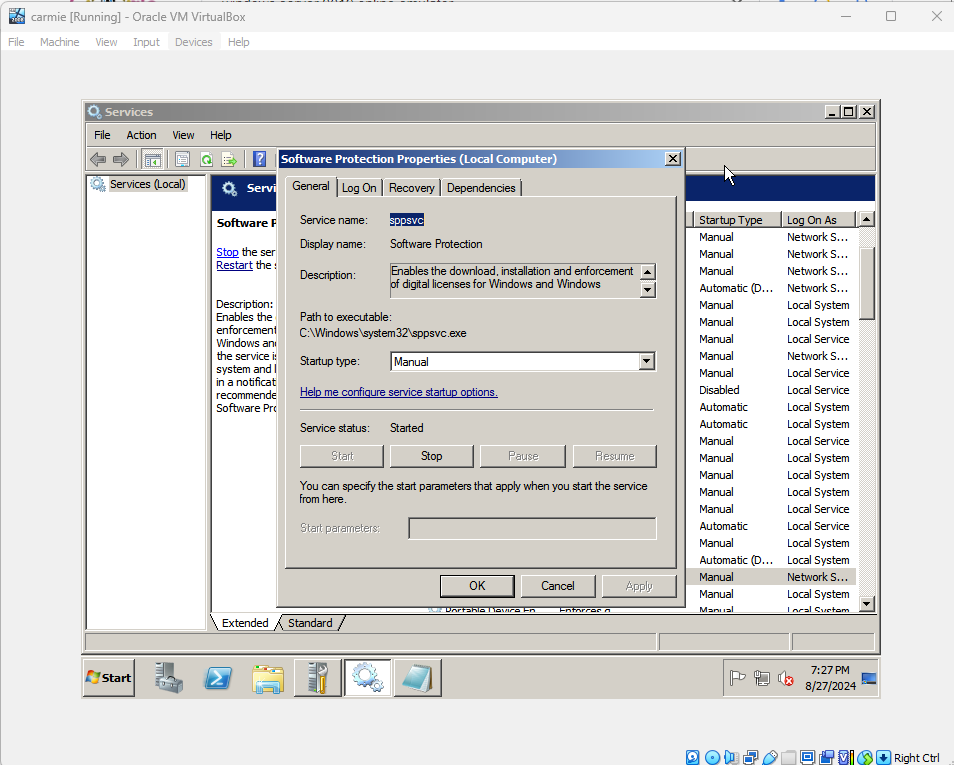 carmie [Running] - Oracle VM VirtualBox
File Machine View Input Devices Help
Services
File Action View Help
Software Protection Properties (Local Computer)
Services (Local)
Servi
General Log On Recovery Dependencies
Software P
Stop the ser
Restart the s
Description:
Enables the
enforcement
Windows and
the service is
system and l
in a notificat
recommende
Software Pro
Service name: sppsvc
Display name: Software Protection
Description: Enables the download, installation and enforcement
of digital licenses for Windows and Windows
Path to executable:
C:\Windows\system32\sppsvc.exe
Startup type: Manual
Help me configure service startup options.
Service status: Started
Start Stop Pause Resume
You can specify the start parameters that apply when you start the service
from here.
Start parameters:
OK Cancel Apply
Startup Type Log On As
Manual Network S...
Manual Network S...
Manual Network S...
Automatic (D... Network S...
Manual Local System
Manual Local System
Manual Local Service
Manual Network S...
Manual Local Service
Disabled Local Service
Automatic Local System
Automatic Local System
Manual Local Service
Manual Local System
Manual Local System
Manual Local System
Manual Local Service
Automatic Local Service
Manual Local System
Automatic (D... Local System
Manual Network S...
Manual Local System
Manual Local System
Portable Device En... Enforces g...
Extended Standard
Start
7:27 PM
8/27/2024
Right Ctrl